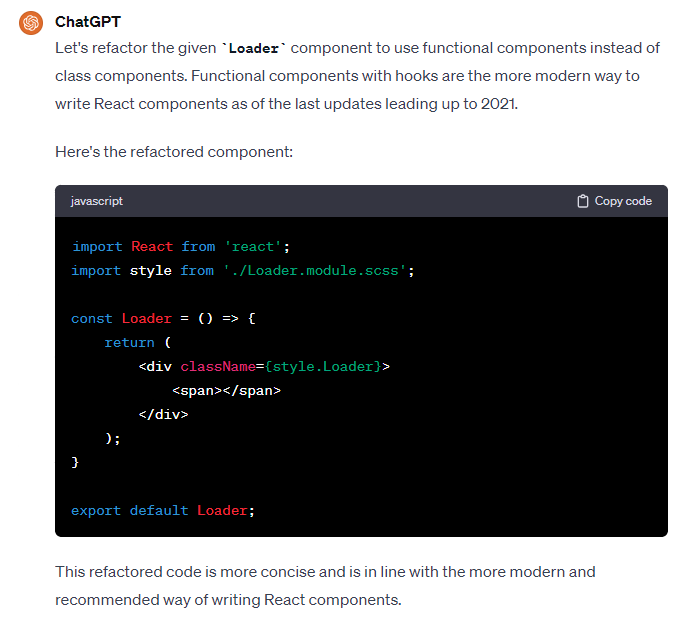 ChatGPT
Let's refactor the given `Loader` component to use functional components instead of
class components. Functional components with hooks are the more modern way to
write React components as of the last updates leading up to 2021.
Here's the refactored component:
javascript
Copy code
import React from 'react';
import style from './Loader.module.scss';
const Loader = () => {
    return (
        <div className={style.Loader}>
            <span></span>
        </div>
    );
}
export default Loader;
This refactored code is more concise and is in line with the more modern and
recommended way of writing React components.